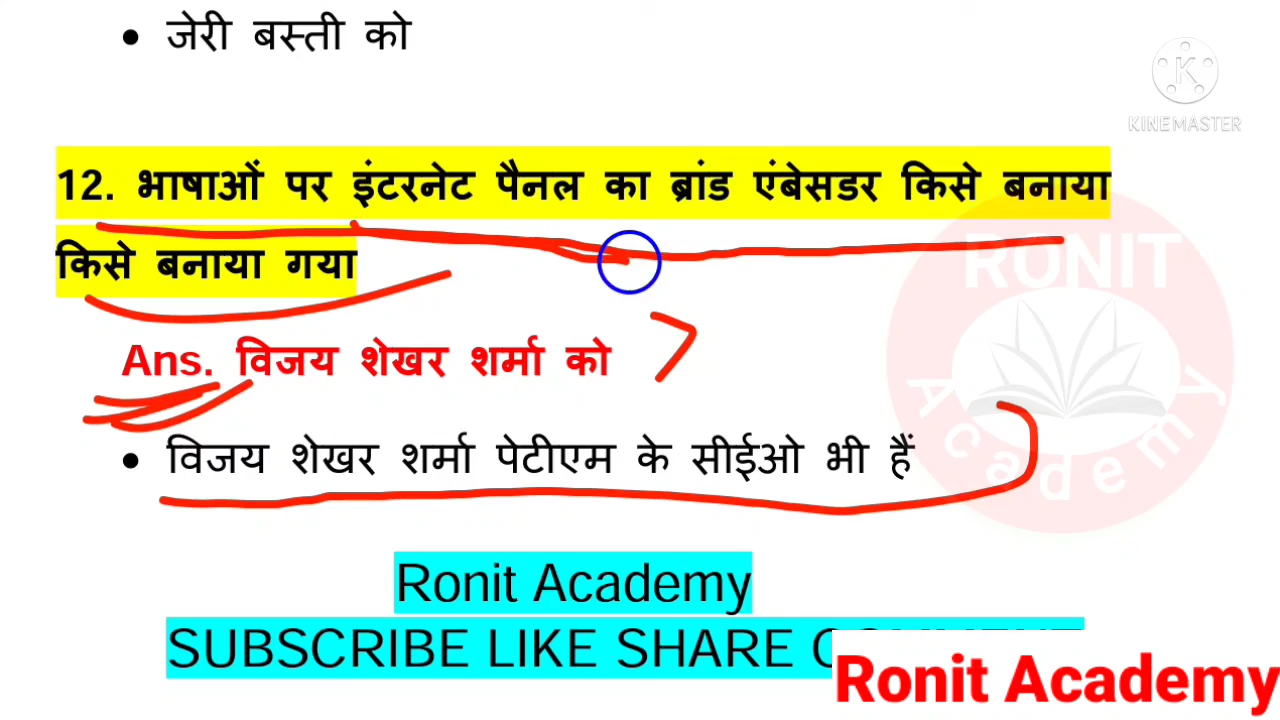 • जेरी बस्ती को
KINEMASTER
12. भाषाओं पर इंटरनेट पैनल का ब्रांड एंबेसडर किसे बनाया
किसे बनाया गया
RONIT
Academy
Ans. विजय शेखर शर्मा को
• विजय शेखर शर्मा पेटीएम के सीईओ भी हैं
Ronit Academy
SUBSCRIBE LIKE SHARE
Ronit Academy